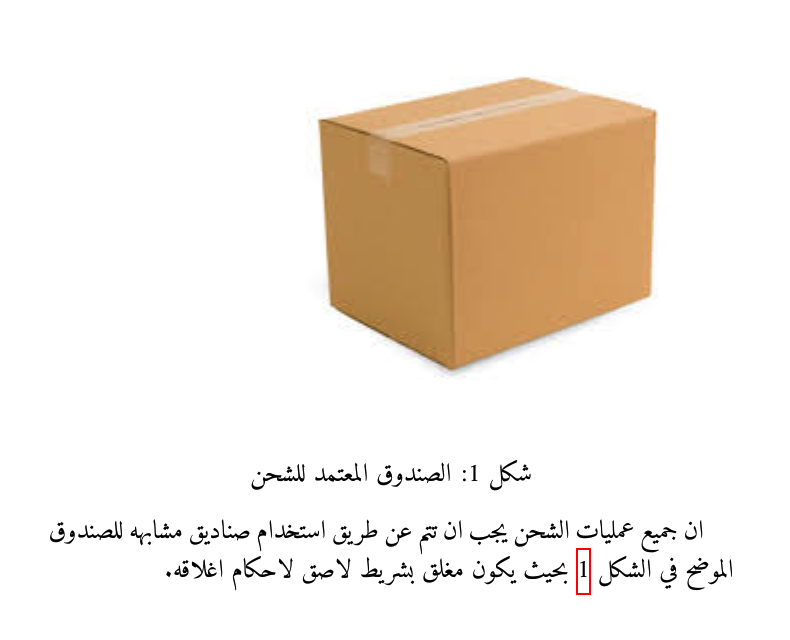 شكل 1: الصندوق المعتمد للشحن
ان جميع عمليات الشحن يجب ان تتم عن طريق استخدام صناديق مشابهه للصندوق
الموضح في الشكل 1 بحيث يكون مغلق بشريط لاصق لاحكام اغلاقه.